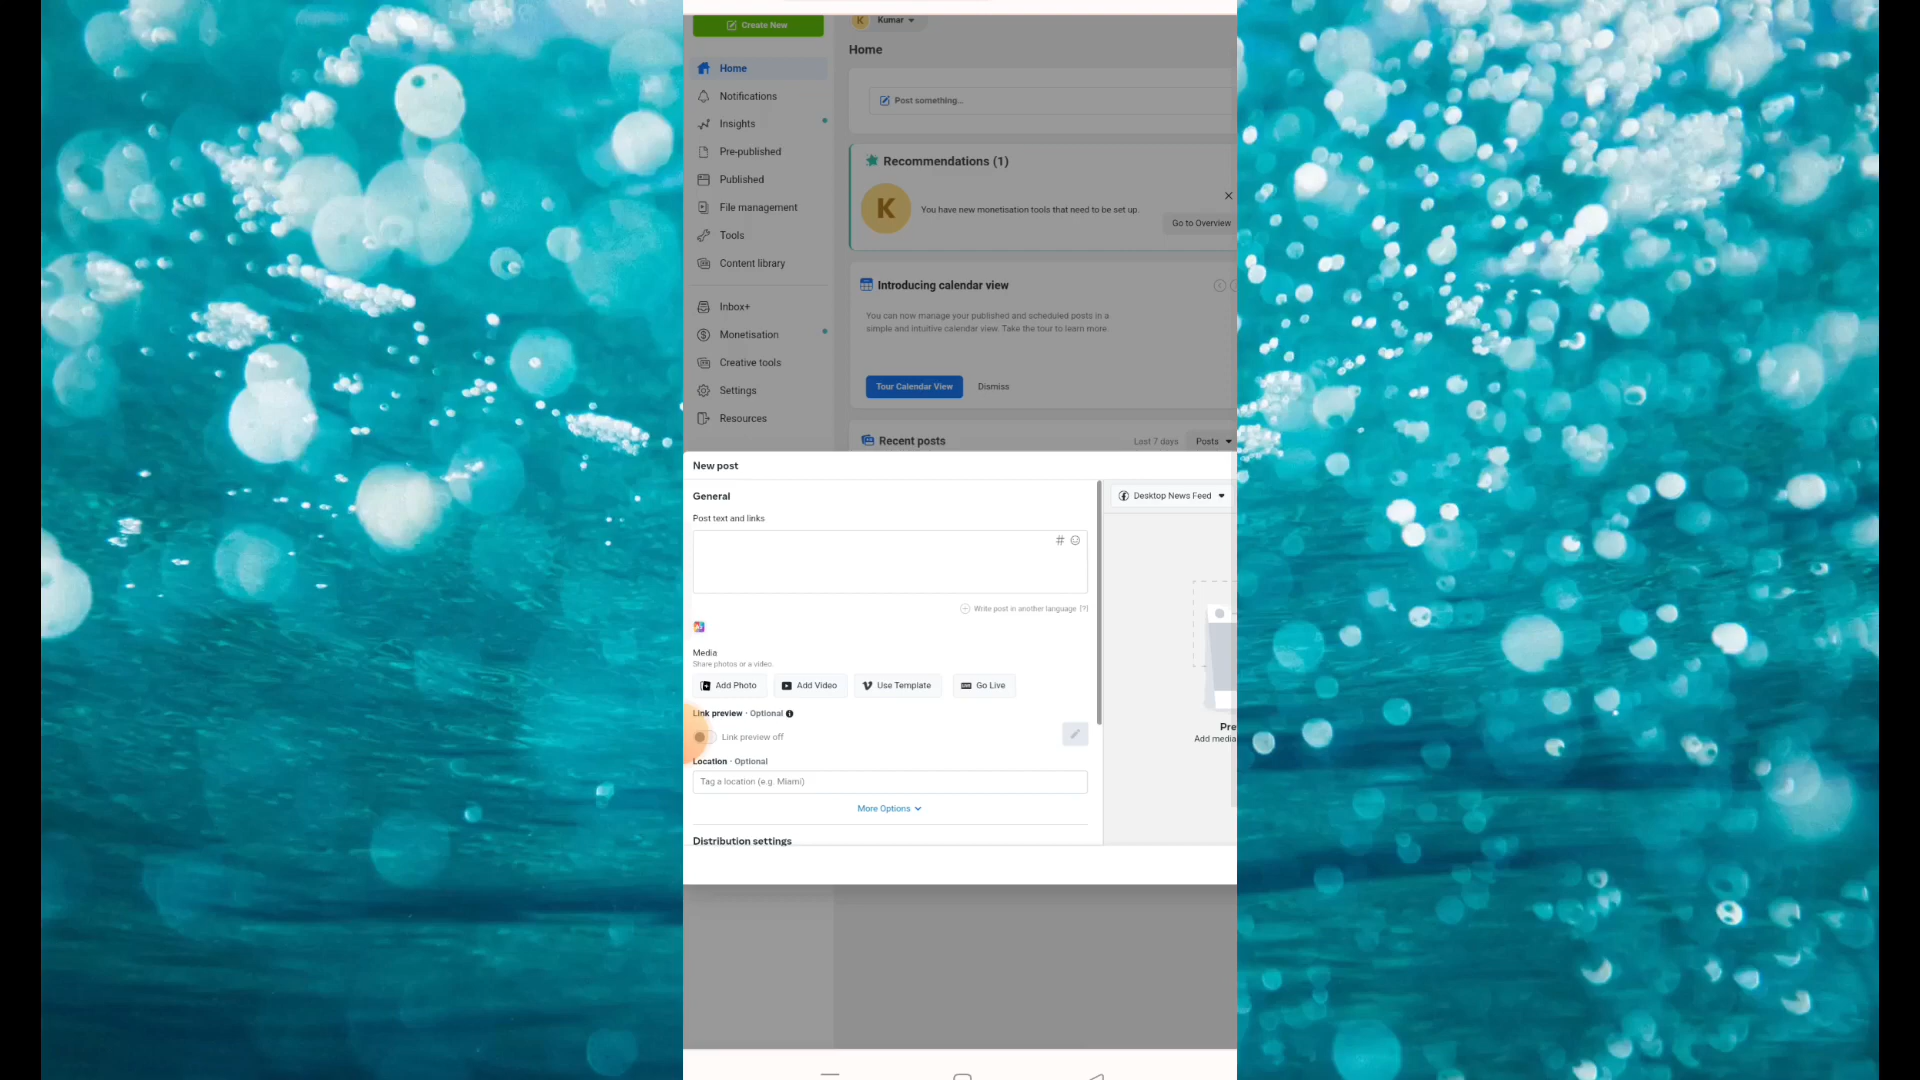 Create New
Kumar
Home
Home
Post something...
Notifications
Insights
Pre-published
Recommendations (1)
Published
K
You have new monetisation tools that need to be set up.
File management
Go to Overview
Tools
Content library
Introducing calendar view
Inbox+
You can now manage your published and scheduled posts in a
simple and intuitive calendar view. Take the tour to learn more.
Monetisation
Creative tools
Settings
Tour Calendar View
Dismiss
Resources
Recent posts
Last 7 days
Posts
New post
General
Desktop News Feed
Post text and links
#
Write post in another language [?]
Media
Share photos or a video.
Add Photo
Add Video
Use Template
Go Live
Link preview · Optional
Pre
Link preview off
Add media
Location · Optional
Tag a location (e.g. Miami)
More Options
Distribution settings